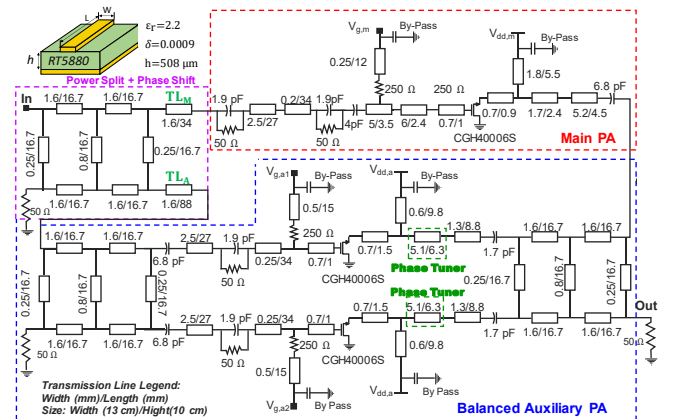 L
W
h
RT5880
εr=2.2
δ=0.0009
h=508 μm
Power Split + Phase Shift
In
1.6/16.7
1.6/16.7
TL_M
1.6/34
0.25/16.7
0.8/16.7
0.25/16.7
1.6/16.7
1.6/16.7
TL_A
1.6/88
50 Ω
1.9 pF
50 Ω
2.5/27
0.2/34
1.9pF
50 Ω
4pF
V_g,m
By-Pass
0.25/12
250 Ω
5/3.5
6/2.4
250 Ω
0.7/1
CGH40006S
V_dd,m
By-Pass
1.8/5.5
0.7/0.9
1.7/2.4
5.2/4.5
6.8 pF
Main PA
1.6/16.7
1.6/16.7
0.25/16.7
0.8/16.7
0.25/16.7
1.6/16.7
1.6/16.7
50 Ω
6.8 pF
2.5/27
1.9 pF
50 Ω
0.25/34
V_g,a1
By-Pass
0.5/15
250 Ω
0.7/1
CGH40006S
V_dd,a
By-Pass
0.6/9.8
0.7/1.5
5.1/6.3
Phase Tuner
1.3/8.8
1.7 pF
6.8 pF
2.5/27
1.9 pF
50 Ω
0.25/34
0.7/1
250 Ω
0.5/15
V_g,a2
By Pass
CGH40006S
0.7/1.5
Phase Tuner
5.1/6.3
1.3/8.8
1.7 pF
0.6/9.8
V_dd,a
By Pass
1.6/16.7
1.6/16.7
0.25/16.7
0.8/16.7
0.25/16.7
1.6/16.7
1.6/16.7
Out
50 Ω
Transmission Line Legend:
Width (mm)/Length (mm)
Size: Width (13 cm)/Hight(10 cm)
Balanced Auxiliary PA